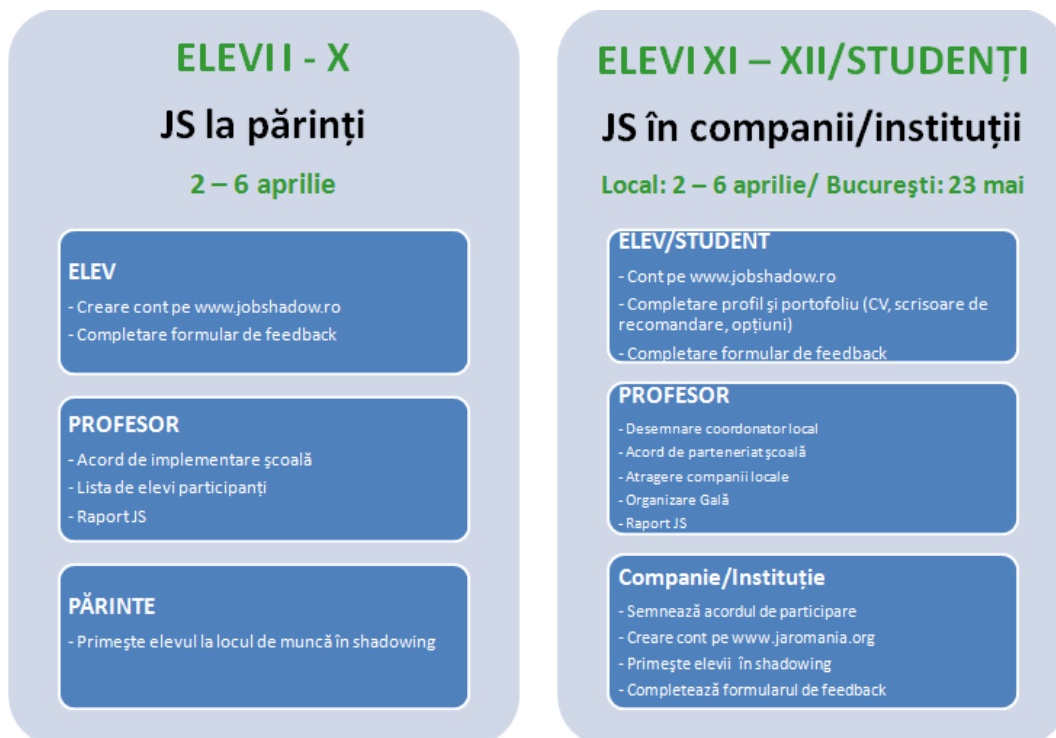 ELEVI I - X
JS la părinți
2 – 6 aprilie
ELEV
- Creare cont pe www.jobshadow.ro
- Completare formular de feedback
PROFESOR
- Acord de implementare şcoală
- Lista de elevi participanți
- Raport JS
PĂRINTE
- Primeşte elevul la locul de muncă în shadowing
ELEVI XI – XII/STUDENȚI
JS în companii/instituții
Local: 2 – 6 aprilie/ Bucureşti: 23 mai
ELEV/STUDENT
- Cont pe www.jobshadow.ro
- Completare profil şi portofoliu (CV, scrisoare de
recomandare, opțiuni)
- Completare formular de feedback
PROFESOR
- Desemnare coordonator local
- Acord de parteneriat şcoală
- Atragere companii locale
- Organizare Gală
- Raport JS
Companie/Instituție
- Semnează acordul de participare
- Creare cont pe www.jaromania.org
- Primeşte elevii în shadowing
- Completează formularul de feedback